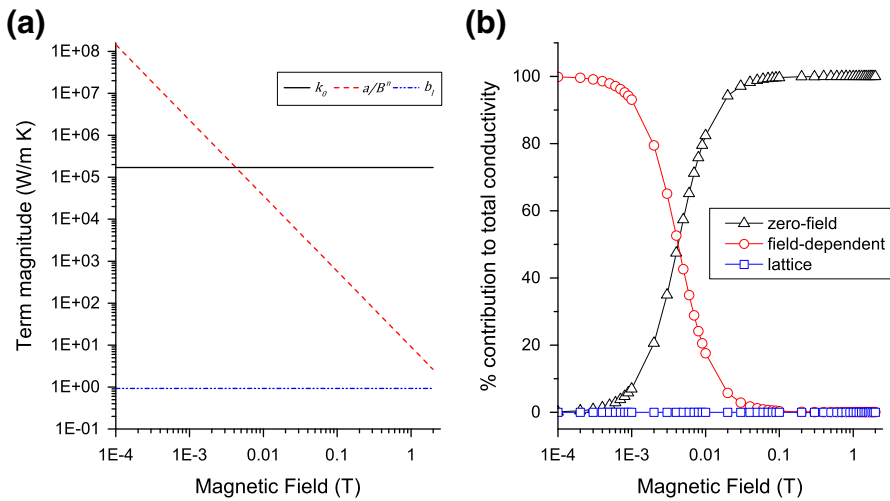 (a)
Term magnitude (W/m K)
1E+08
1E+07
1E+06
1E+05
1E+04
1E+03
1E+02
1E+01
1E+00
1E-01
k0 a/B^n b_l
1E-4 1E-3 0.01 0.1 1
Magnetic Field (T)
(b)
% contribution to total conductivity
100
80
60
40
20
0
zero-field
field-dependent
lattice
1E-4 1E-3 0.01 0.1 1
Magnetic Field (T)